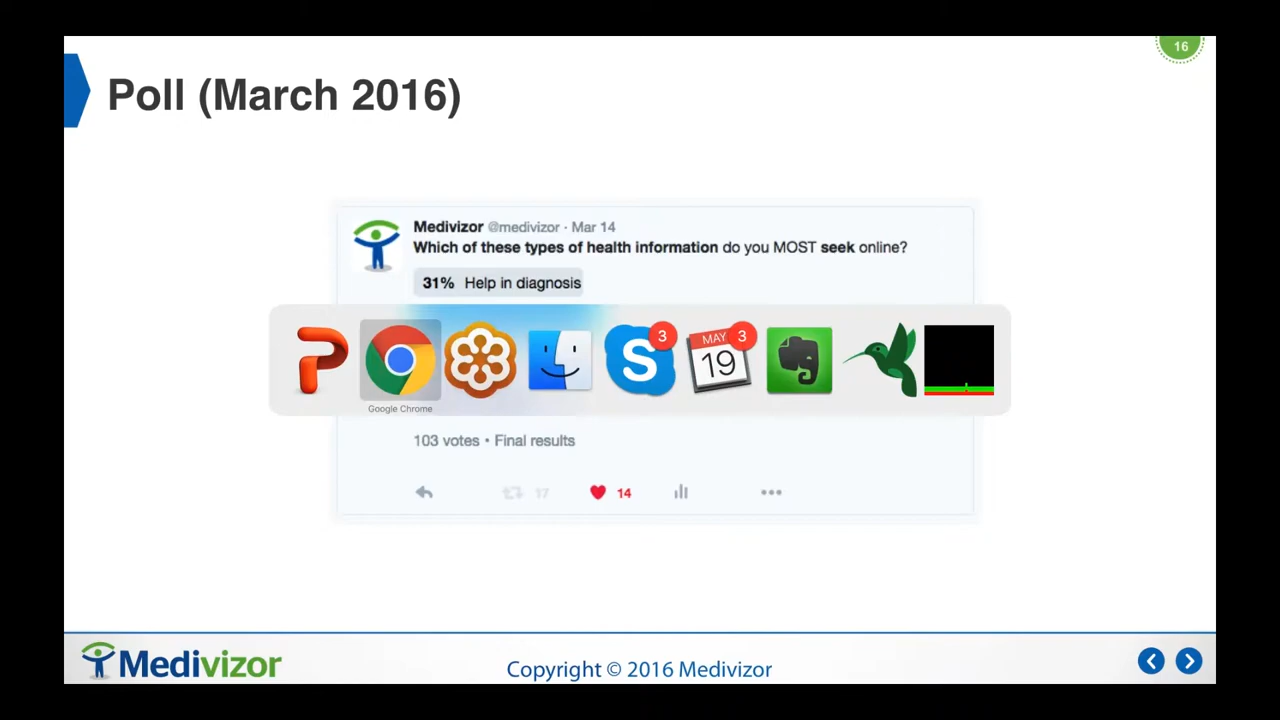 16
Poll (March 2016)
Medivizor @medivizor · Mar 14
Which of these types of health information do you MOST seek online?
31% Help in diagnosis
3
MAY 3
S
19
Google Chrome
103 votes • Final results
17 14
Medivizor
Copyright © 2016 Medivizor